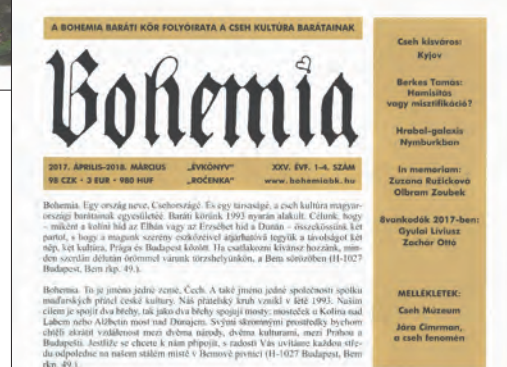 A BOHEMIA BARÁTI KÖR FOLYÓIRATA A CSEH KULTÚRA BARÁTAINAK
Bohemia
2017. ÁPRILIS-2018. MÁRCIUS „ÉVKÖNYV" XXV. ÉVF. 1-4. SZÁM
98 CZK • 3 EUR • 980 HUF „ROČENKA" www.bohemiabk.hu
Bohemia. Egy ország neve, Csehországé. És egy társaságé, a cseh kultúra magyar-
országi barátainak egyesületéé. Baráti körünk 1993 nyarán alakult. Célunk, hogy
– miként a kolíni híd az Elbán vagy az Erzsébet híd a Dunán – összekössünk két
partot, s hogy a magunk szerény eszközeivel átjárhatóvá tegyük a távolságot két
nép, két kultúra, Prága és Budapest között. Ha csatlakozni kívánsz hozzánk, min-
den szerdán délután örömmel várunk törzshelyünkön, a Bem sörözőben (H-1027
Budapest, Bem rkp. 49.).
Bohemia. To je jméno jedné země, Čech. A také jméno jedné společnosti spolku
maďarských přátel české kultury. Náš přátelský kruh vznikl v létě 1993. Naším
cílem je spojit dva břehy, tak jako dva břehy spojují mosty: mosteček u Kolína nad
Labem nebo Alžbětin most nad Dunajem. Svými skromnými prostředky bychom
chtěli zkrátit vzdálenost mezi dvěma národy, dvěma kulturami, mezi Prahou a
Budapeští. Jestliže se chcete k nám připojit, s radostí Vás uvítáme každou stře-
du odpoledne na našem stálém místě v Bemově pivnici (H-1027 Budapest, Bem
rkp. 49.).
Cseh kisváros:
Kyjov
Berkes Tamás:
Hamisítás
vagy misztifikáció?
Hrabal-galaxis
Nymburkban
In memoriam:
Zuzana Růžičková
Olbram Zoubek
8vankodók 2017-ben:
Gyulai Líviusz
Zachár Ottó
MELLÉKLETEK:
Cseh Múzeum
Jára Cimrman,
a cseh fenomén